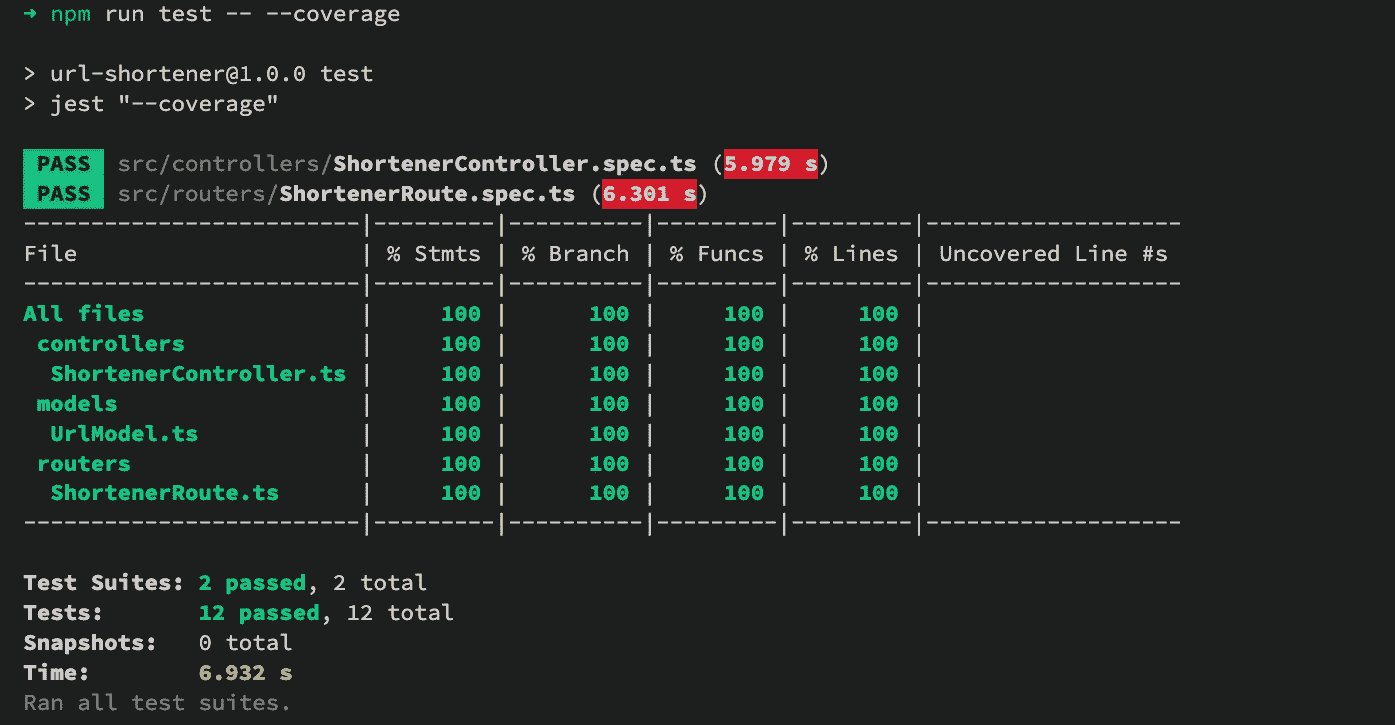 → npm run test -- --coverage
> url-shortener@1.0.0 test
> jest "--coverage"
PASS src/controllers/ShortenerController.spec.ts (5.979 s)
PASS src/routers/ShortenerRoute.spec.ts (6.301 s)
-------------------------|---------|----------|---------|---------|-------------------
File                     | % Stmts | % Branch | % Funcs | % Lines | Uncovered Line #s
-------------------------|---------|----------|---------|---------|-------------------
All files                |     100 |      100 |     100 |     100 |
 controllers             |     100 |      100 |     100 |     100 |
  ShortenerController.ts |     100 |      100 |     100 |     100 |
 models                  |     100 |      100 |     100 |     100 |
  UrlModel.ts            |     100 |      100 |     100 |     100 |
 routers                 |     100 |      100 |     100 |     100 |
  ShortenerRoute.ts      |     100 |      100 |     100 |     100 |
-------------------------|---------|----------|---------|---------|-------------------
Test Suites: 2 passed, 2 total
Tests:       12 passed, 12 total
Snapshots:   0 total
Time:        6.932 s
Ran all test suites.